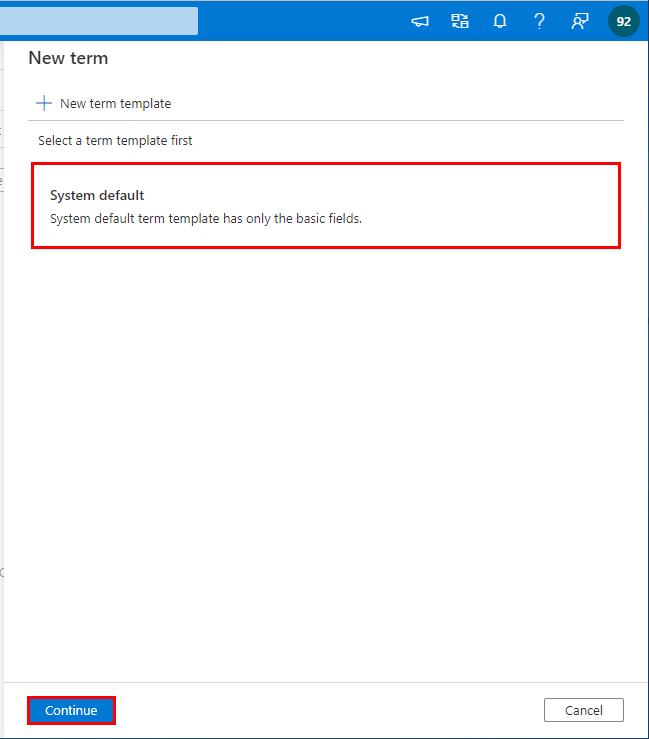 92
New term
New term template
Select a term template first
System default
System default term template has only the basic fields.
Continue
Cancel